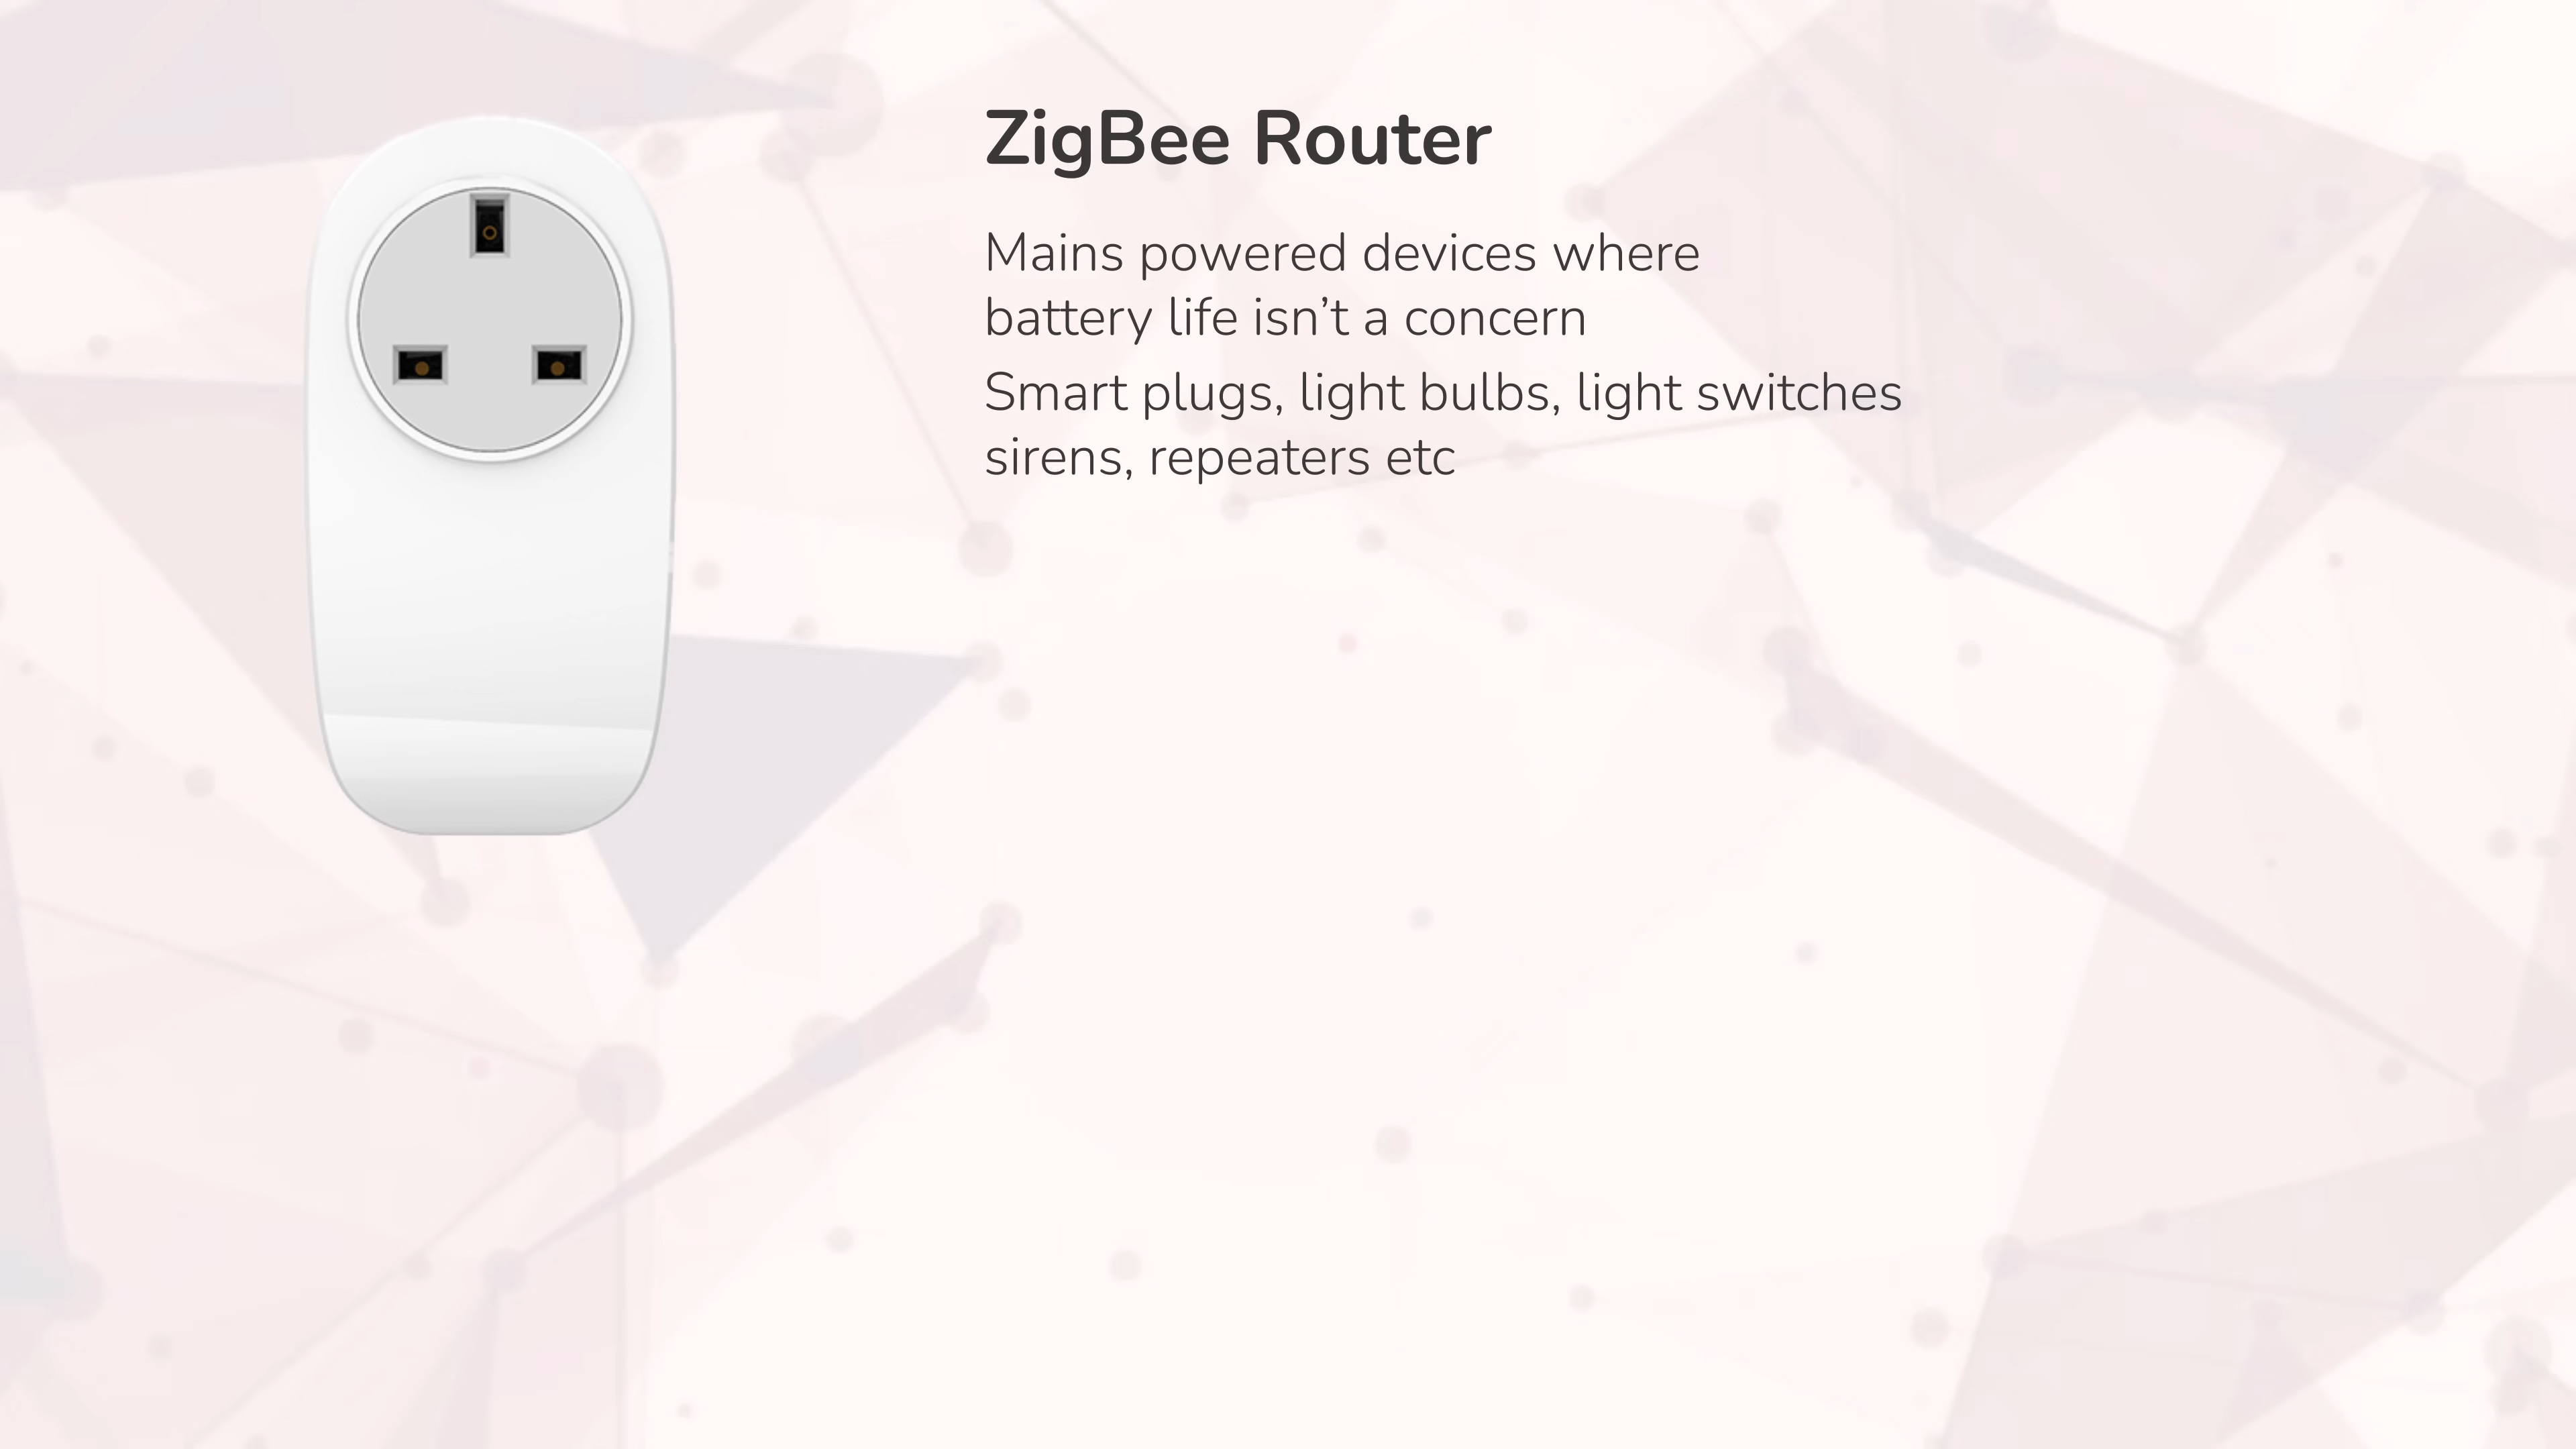 ZigBee Router
Mains powered devices where
battery life isn’t a concern
Smart plugs, light bulbs, light switches
sirens, repeaters etc